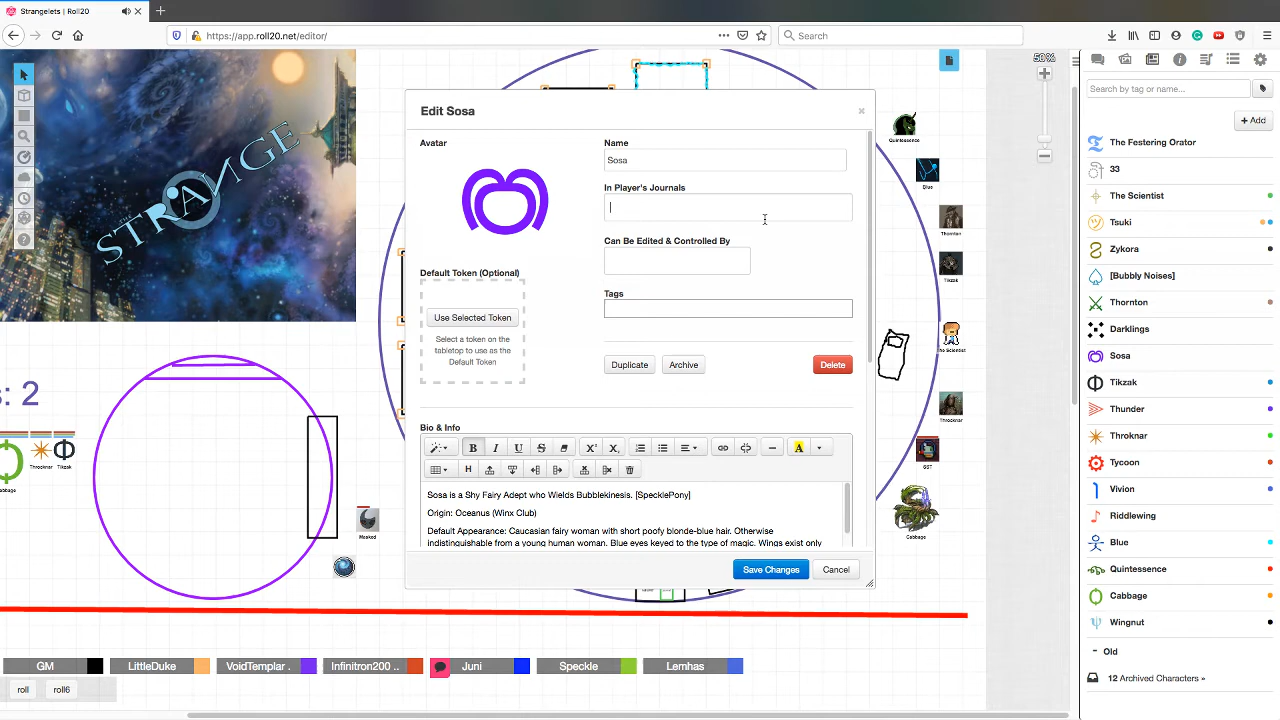 Strangelets | Roll20
https://app.roll20.net/editor/
Search
THE
STRANGE
50%
Edit Sosa
Avatar
Name
Sosa
In Player's Journals
Can Be Edited & Controlled By
Default Token (Optional)
Use Selected Token
Select a token on the
tabletop to use as the
Default Token
Tags
Duplicate
Archive
Delete
Bio & Info
Sosa is a Shy Fairy Adept who Wields Bubblekinesis. [SpecklePony]
Origin: Oceanus (Winx Club)
Default Appearance: Caucasian fairy woman with short poofy blonde-blue hair. Otherwise
indistinguishable from a young human woman. Blue eyes keyed to the type of magic. Wings exist only
Save Changes
Cancel
s: 2
Cabbage
Throcknar
Tikzak
Masked
Quintessence
Blue
Thornton
Tikzak
The Scientist
Throcknar
GST
Cabbage
Search by tag or name...
+ Add
The Festering Orator
33
The Scientist
Tsuki
Zykora
[Bubbly Noises]
Thornton
Darklings
Sosa
Tikzak
Thunder
Throknar
Tycoon
Vivion
Riddlewing
Blue
Quintessence
Cabbage
Wingnut
Old
12 Archived Characters »
GM
LittleDuke
VoidTemplar .
Infinitron200 ..
Juni
Speckle
Lemhas
roll
roll6